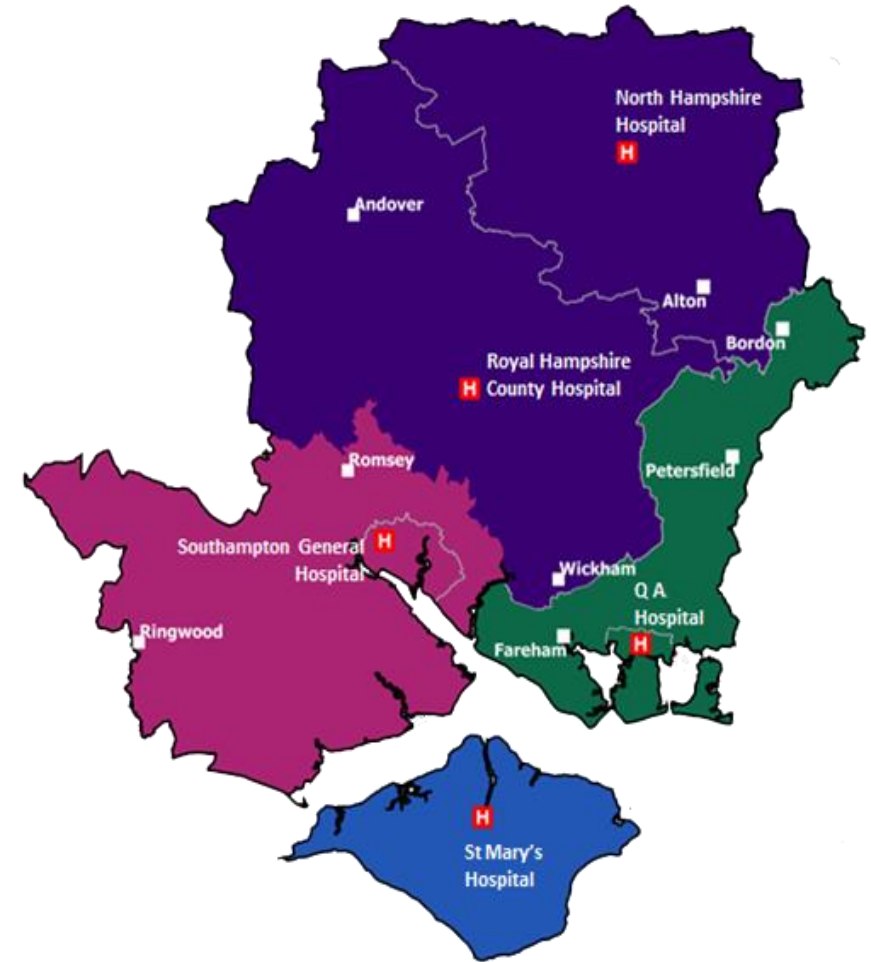 North Hampshire
Hospital
H
Andover
Alton
Bordon
Royal Hampshire
H County Hospital
Romsey
Petersfield
H
Southampton General
Hospital
Wickham
Q A
Hospital
Ringwood
Fareham
H
H
St Mary's
Hospital